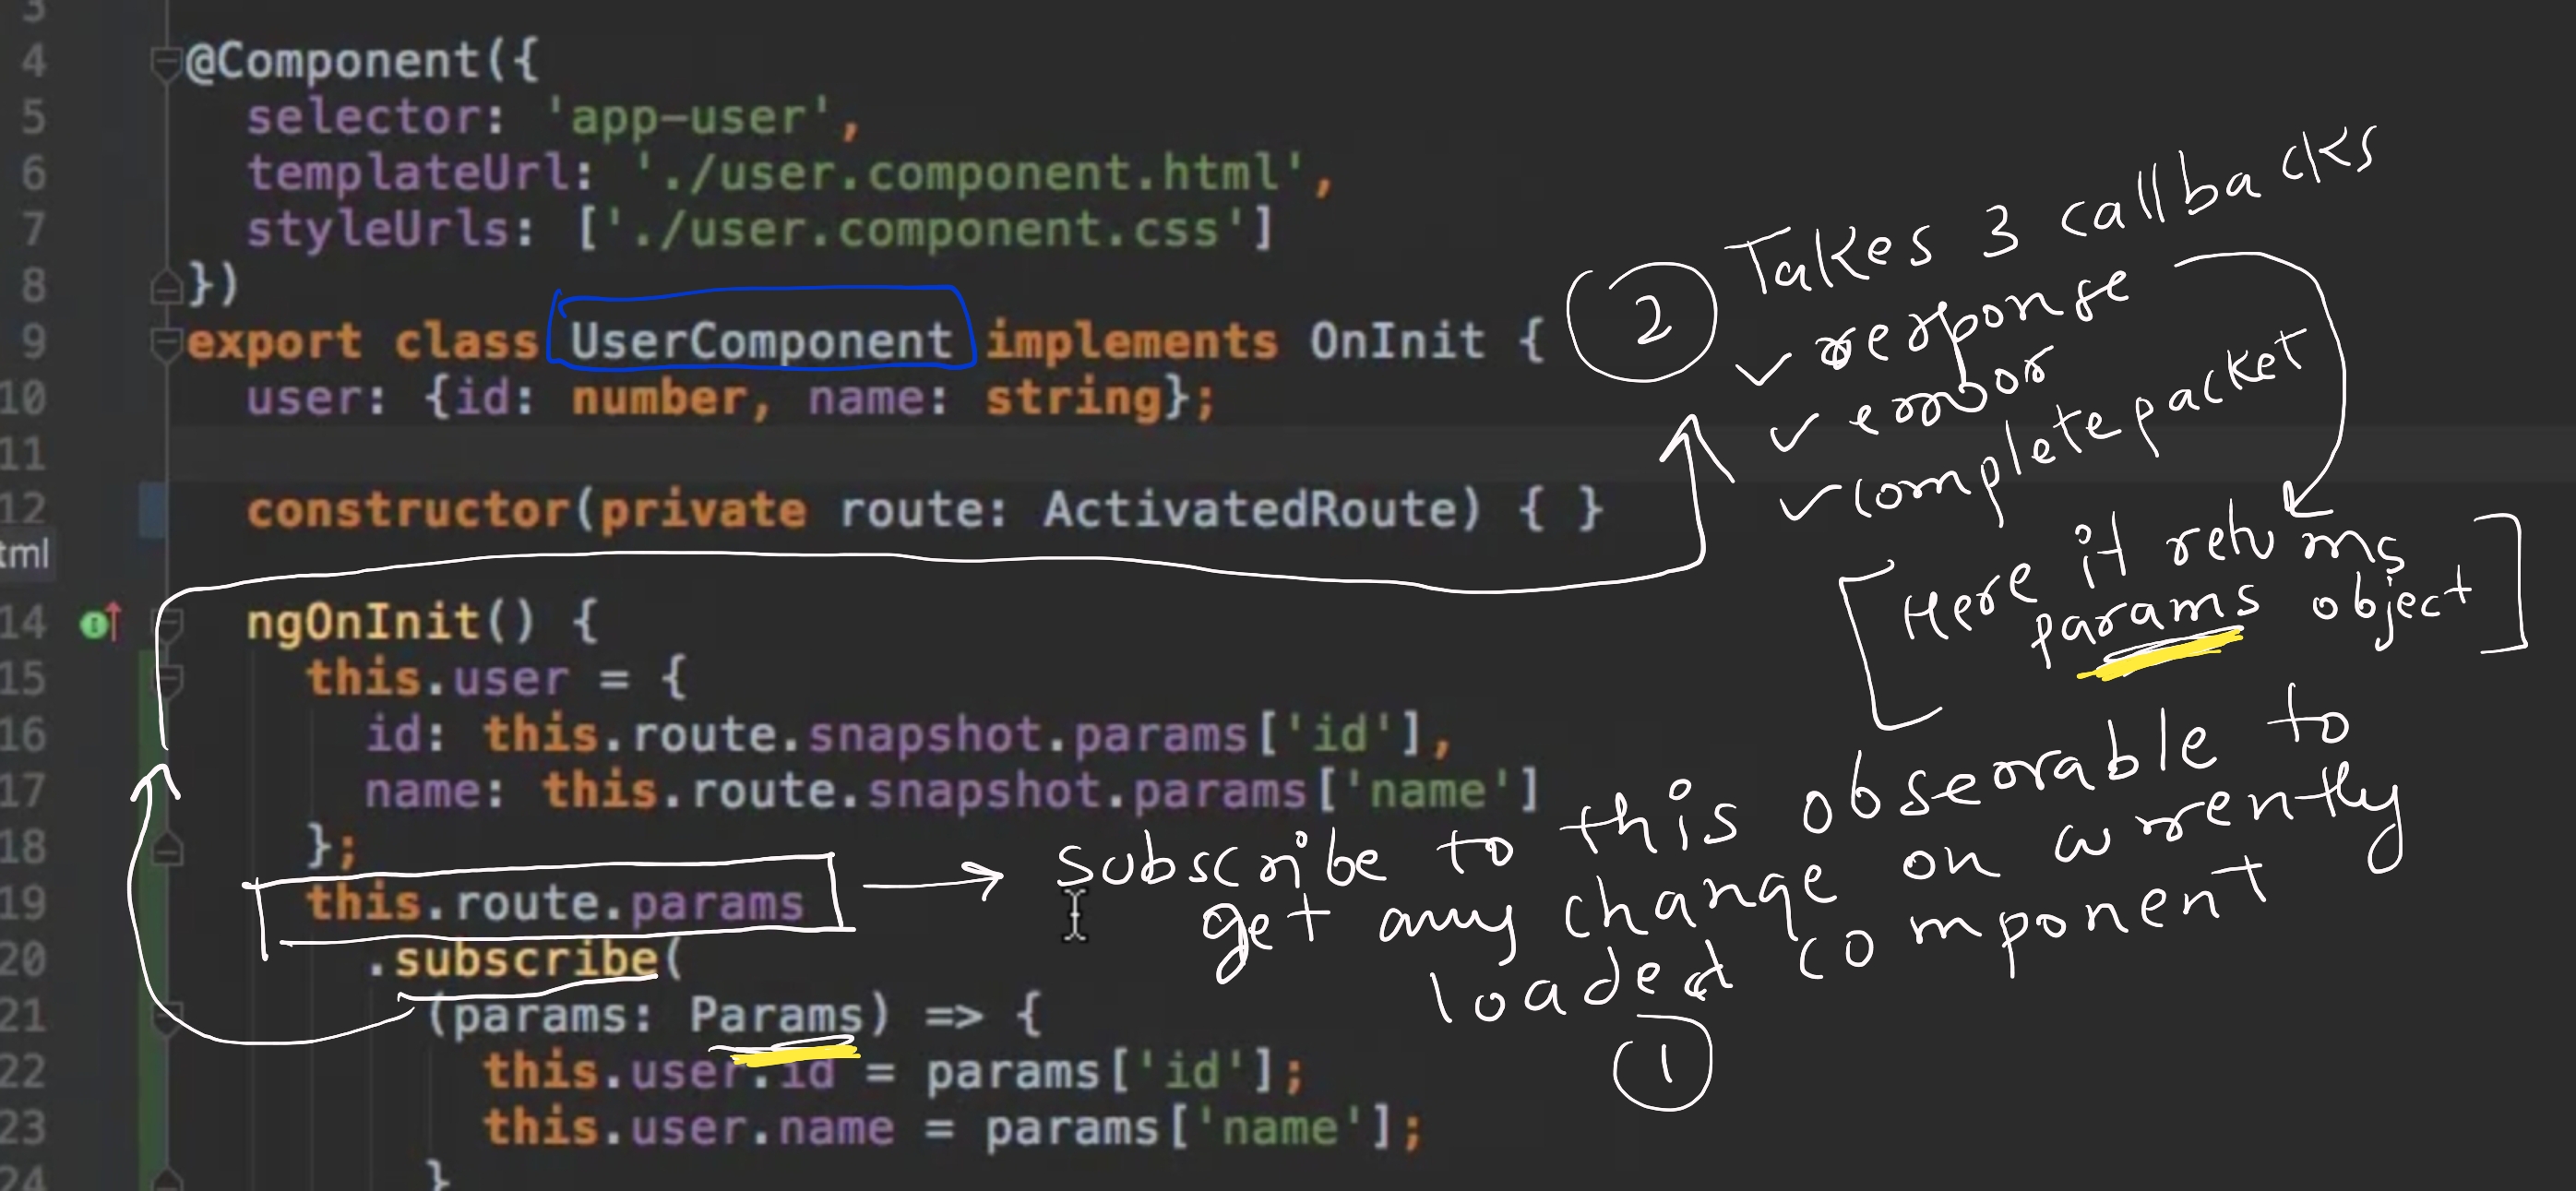 3
4 @Component({
5 selector: 'app-user',
6 templateUrl: './user.component.html',
7 styleUrls: ['./user.component.css']
8 })
9 export class UserComponent implements OnInit {
10 user: {id: number, name: string};
11
12 constructor(private route: ActivatedRoute) { }
tml
14 ngOnInit() {
15 this.user = {
16 id: this.route.snapshot.params['id'],
17 name: this.route.snapshot.params['name']
18 };
19 this.route.params
20 .subscribe(
21 (params: Params) => {
22 this.user.id = params['id'];
23 this.user.name = params['name'];
24 }
2 Takes 3 callbacks
✓ response
✓ error
✓ complete packet
[Here it returns
params object]
→ subscribe to this observable to
get any change on currently
loaded component
1